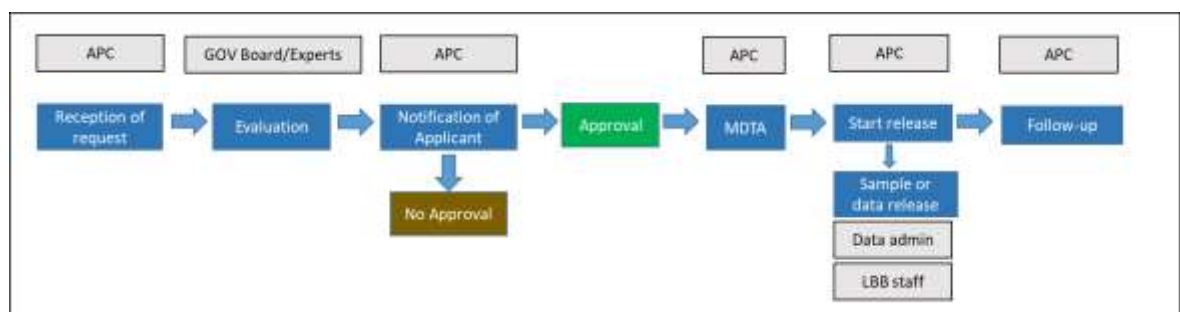 APC
GOV Board/Experts
APC
APC
APC
APC
Reception of
request
Evaluation
Notification of
Applicant
Approval
MDTA
Start release
Follow-up
No Approval
Sample or
data release
Data admin
LBB staff